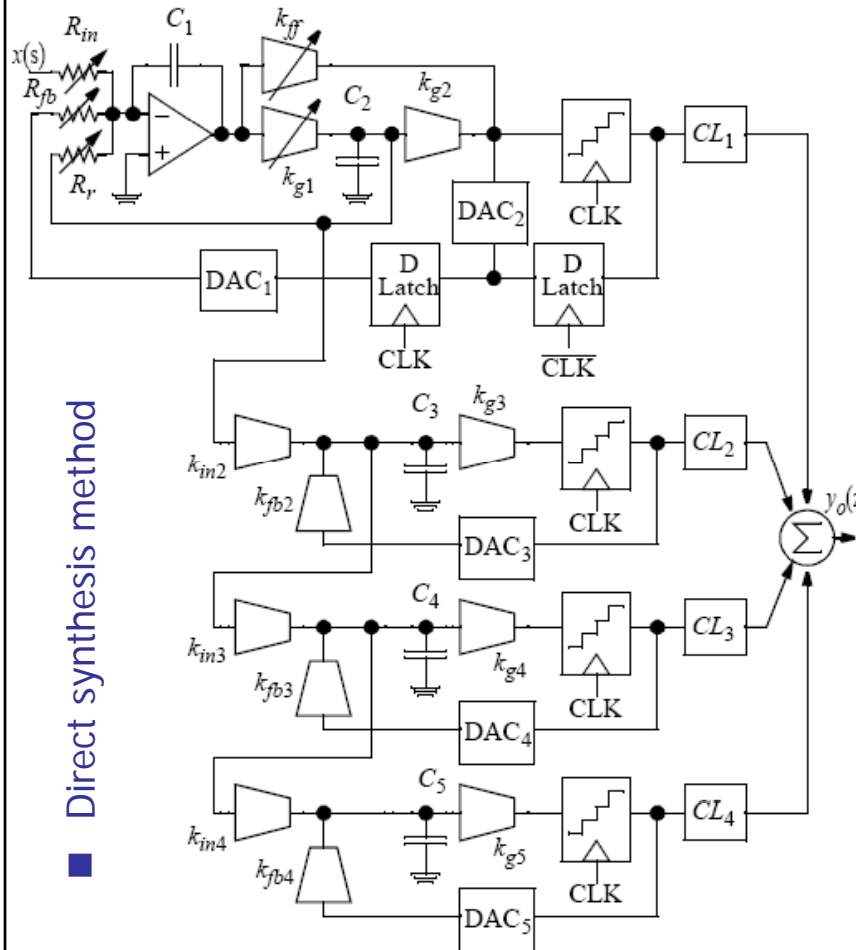 R_in
C_1
k_ff
x(s)
R_fb
C_2
k_g2
−
+
CL_1
R_r
k_g1
CLK
DAC_2
DAC_1
D Latch
D Latch
CLK
CLK
C_3
k_g3
CL_2
k_in2
k_fb2
CLK
DAC_3
y_o(z
Σ
C_4
CL_3
k_in3
k_fb3
k_g4
CLK
DAC_4
C_5
CL_4
k_in4
k_fb4
k_g5
CLK
DAC_5
■ Direct synthesis method